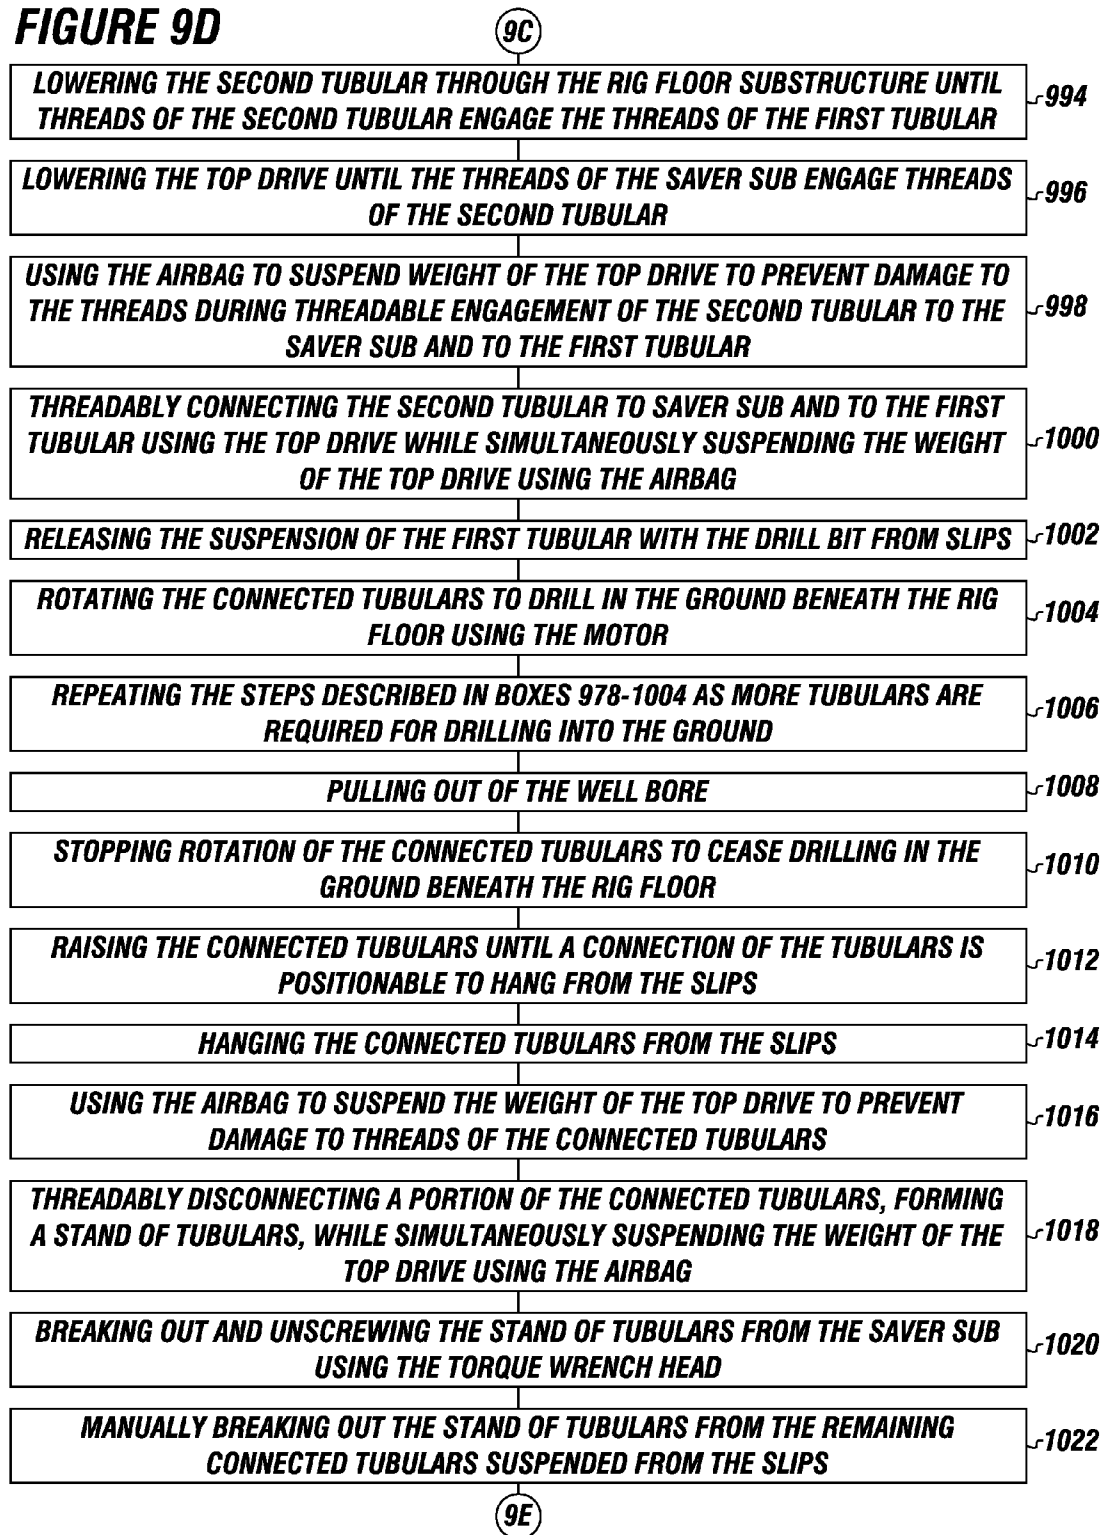 FIGURE 9D
9C
LOWERING THE SECOND TUBULAR THROUGH THE RIG FLOOR SUBSTRUCTURE UNTIL
THREADS OF THE SECOND TUBULAR ENGAGE THE THREADS OF THE FIRST TUBULAR
994
LOWERING THE TOP DRIVE UNTIL THE THREADS OF THE SAVER SUB ENGAGE THREADS
OF THE SECOND TUBULAR
996
USING THE AIRBAG TO SUSPEND WEIGHT OF THE TOP DRIVE TO PREVENT DAMAGE TO
THE THREADS DURING THREADABLE ENGAGEMENT OF THE SECOND TUBULAR TO THE
SAVER SUB AND TO THE FIRST TUBULAR
998
THREADABLY CONNECTING THE SECOND TUBULAR TO SAVER SUB AND TO THE FIRST
TUBULAR USING THE TOP DRIVE WHILE SIMULTANEOUSLY SUSPENDING THE WEIGHT
OF THE TOP DRIVE USING THE AIRBAG
1000
RELEASING THE SUSPENSION OF THE FIRST TUBULAR WITH THE DRILL BIT FROM SLIPS
1002
ROTATING THE CONNECTED TUBULARS TO DRILL IN THE GROUND BENEATH THE RIG
FLOOR USING THE MOTOR
1004
REPEATING THE STEPS DESCRIBED IN BOXES 978-1004 AS MORE TUBULARS ARE
REQUIRED FOR DRILLING INTO THE GROUND
1006
PULLING OUT OF THE WELL BORE
1008
STOPPING ROTATION OF THE CONNECTED TUBULARS TO CEASE DRILLING IN THE
GROUND BENEATH THE RIG FLOOR
1010
RAISING THE CONNECTED TUBULARS UNTIL A CONNECTION OF THE TUBULARS IS
POSITIONABLE TO HANG FROM THE SLIPS
1012
HANGING THE CONNECTED TUBULARS FROM THE SLIPS
1014
USING THE AIRBAG TO SUSPEND THE WEIGHT OF THE TOP DRIVE TO PREVENT
DAMAGE TO THREADS OF THE CONNECTED TUBULARS
1016
THREADABLY DISCONNECTING A PORTION OF THE CONNECTED TUBULARS, FORMING
A STAND OF TUBULARS, WHILE SIMULTANEOUSLY SUSPENDING THE WEIGHT OF THE
TOP DRIVE USING THE AIRBAG
1018
BREAKING OUT AND UNSCREWING THE STAND OF TUBULARS FROM THE SAVER SUB
USING THE TORQUE WRENCH HEAD
1020
MANUALLY BREAKING OUT THE STAND OF TUBULARS FROM THE REMAINING
CONNECTED TUBULARS SUSPENDED FROM THE SLIPS
1022
9E